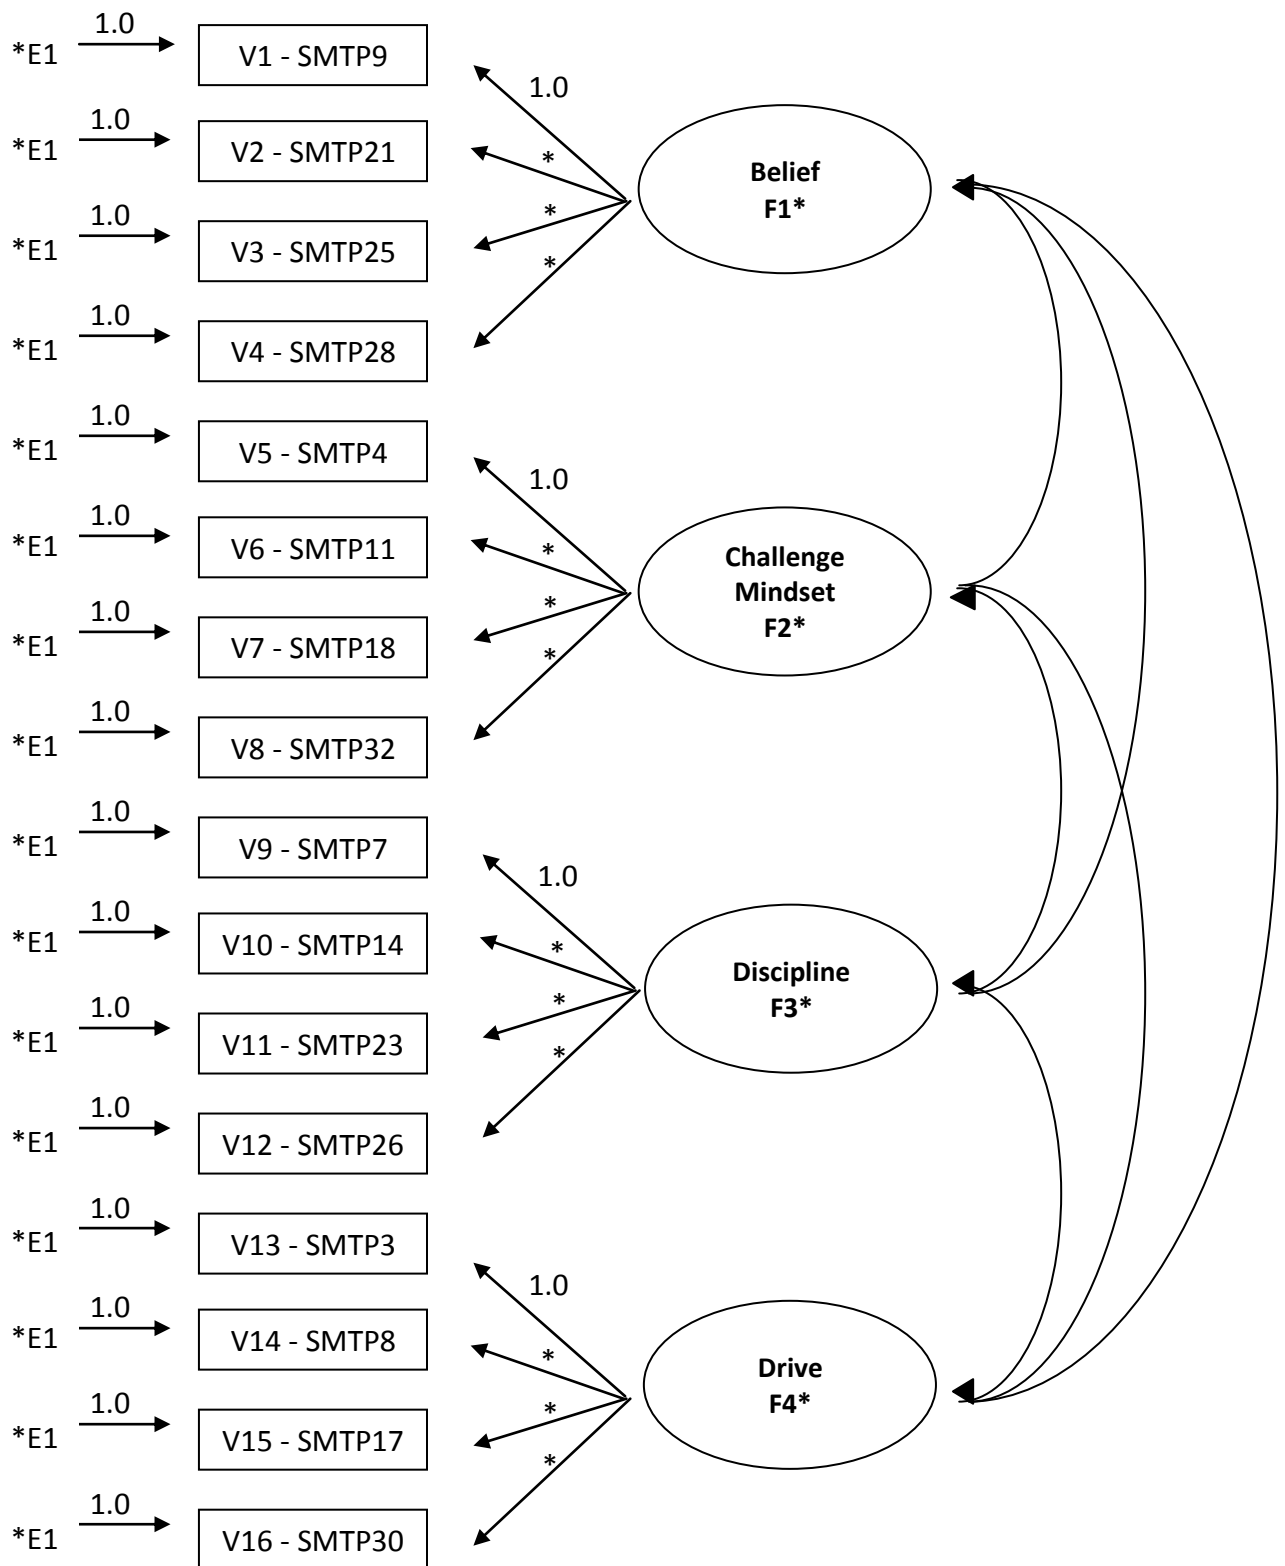 1.0
*E1
V1 - SMTP9
1.0
1.0
*E1
V2 - SMTP21
*
Belief
F1*
1.0
*E1
V3 - SMTP25
*
*
1.0
*E1
V4 - SMTP28
1.0
*E1
V5 - SMTP4
1.0
1.0
*E1
V6 - SMTP11
*
Challenge
Mindset
F2*
1.0
*E1
V7 - SMTP18
*
*
1.0
*E1
V8 - SMTP32
1.0
*E1
V9 - SMTP7
1.0
1.0
*E1
V10 - SMTP14
*
Discipline
F3*
1.0
*E1
V11 - SMTP23
*
*
1.0
*E1
V12 - SMTP26
1.0
*E1
V13 - SMTP3
1.0
1.0
*E1
V14 - SMTP8
*
Drive
F4*
1.0
*E1
V15 - SMTP17
*
*
1.0
*E1
V16 - SMTP30